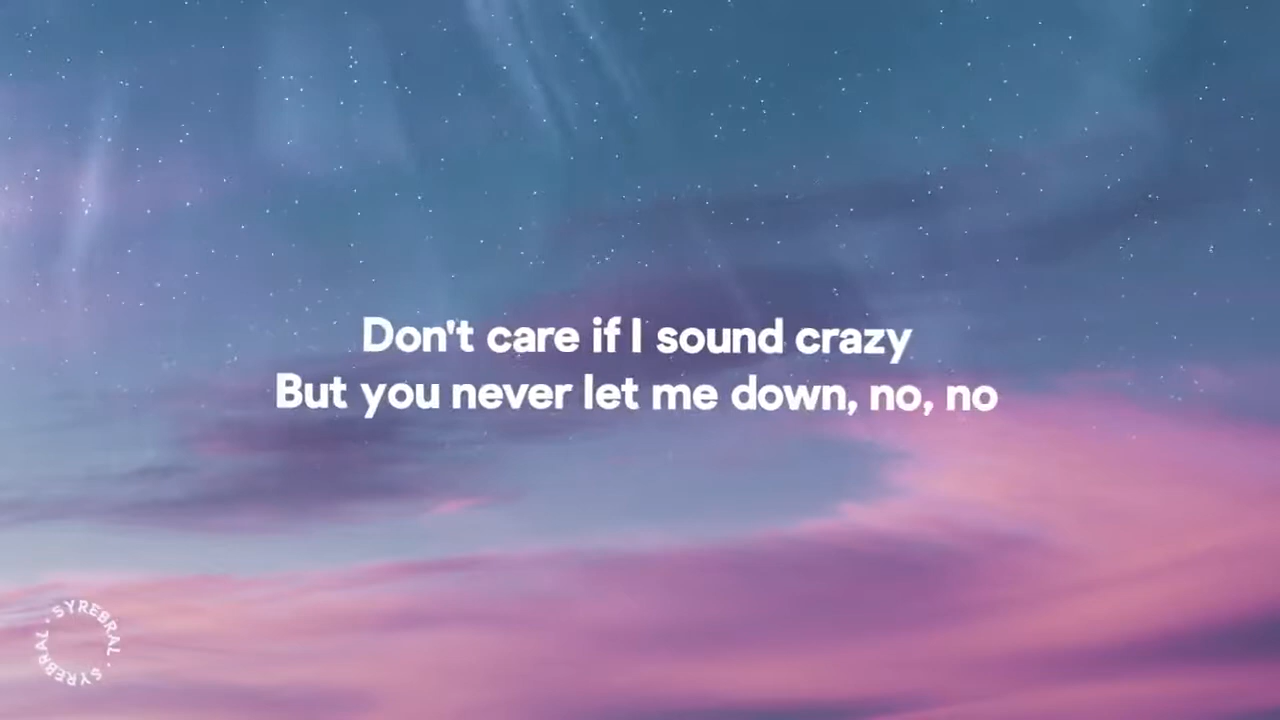 Don't care if I sound crazy
But you never let me down, no, no
SYREBRAL · SYREBRAL ·